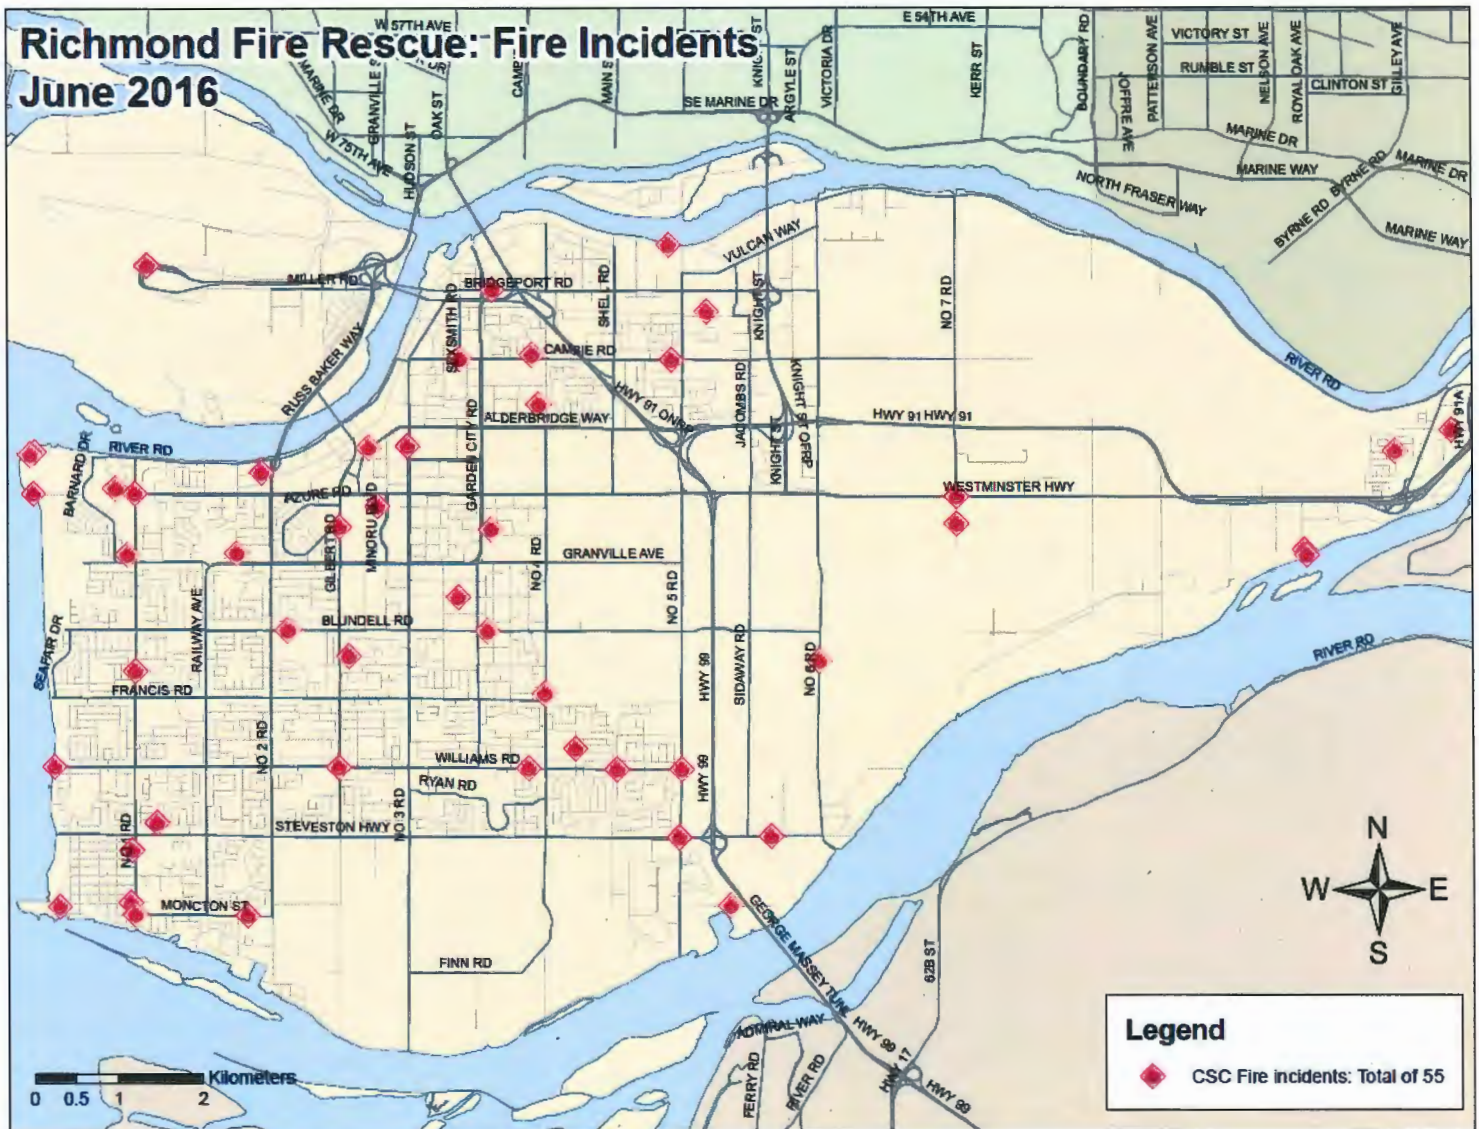 Richmond Fire Rescue: Fire Incidents
June 2016
W 57TH AVE
E 54TH AVE
MARINE DR
GRANVILLE S
OAK ST
MAIN S
ARGYLE ST
VICTORIA DR
KERR ST
BOUNDARY RD
JOFFRE AVE
PATTERSON AVE
VICTORY ST
RUMBLE ST
NELSON AVE
ROYAL OAK AVE
CLINTON ST
GILLEY AVE
SE MARINE DR
W 75TH AVE
HUDSON ST
MARINE DR
MARINE WAY
BYRNE RD
MARINE DR
NORTH FRASER WAY
BYRNE RD
MARINE WAY
VULCAN WAY
MILLER RD
BRIDGEPORT RD
SHELL RD
KNIGHT ST
NO 7 RD
SEXSMITH RD
CAMBIE RD
RUSS BAKER WAY
RIVER RD
HWY 91 ONRP
JACOMBS RD
KNIGHT ST OFRP
ALDERBRIDGE WAY
HWY 91 HWY 91
HWY 91A
GARDEN CITY RD
KNIGHT ST
BARNARD DR
RIVER RD
AZURE RD
WESTMINSTER HWY
GILBERT RD
MINORU BLVD
GRANVILLE AVE
NO 4 RD
NO 5 RD
RAILWAY AVE
BLUNDELL RD
SEAFAIR DR
HWY 99
SIDAWAY RD
NO 6 RD
RIVER RD
FRANCIS RD
NO 2 RD
WILLIAMS RD
RYAN RD
HWY 99
NO 1 RD
NO 3 RD
STEVESTON HWY
MONCTON ST
GEORGE MASSEY TUNL
FINN RD
62B ST
ADMIRAL WAY
HWY 99
FERRY RD
RIVER RD
HWY 17
HWY 99
N
W
E
S
Kilometers
0 0.5 1 2
Legend
CSC Fire incidents: Total of 55